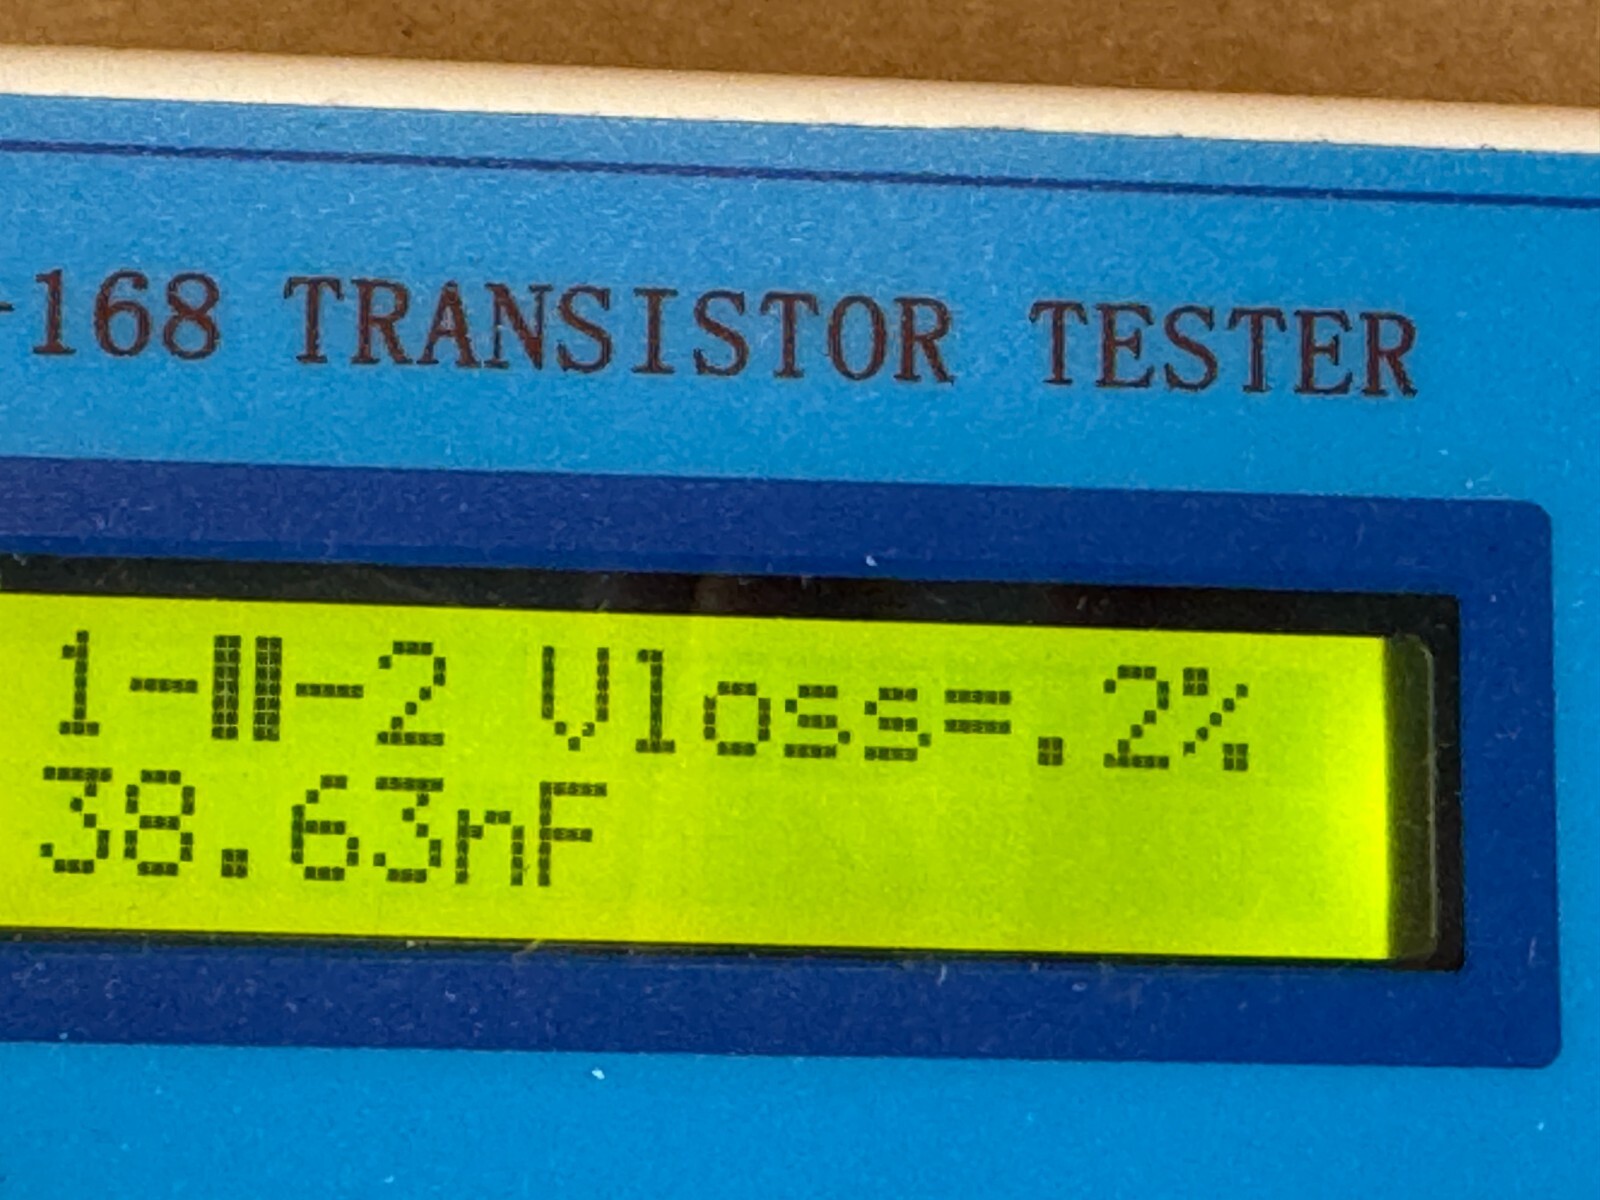 -168 TRANSISTOR TESTER
1-||-2 Vloss=.2%
38.63nF